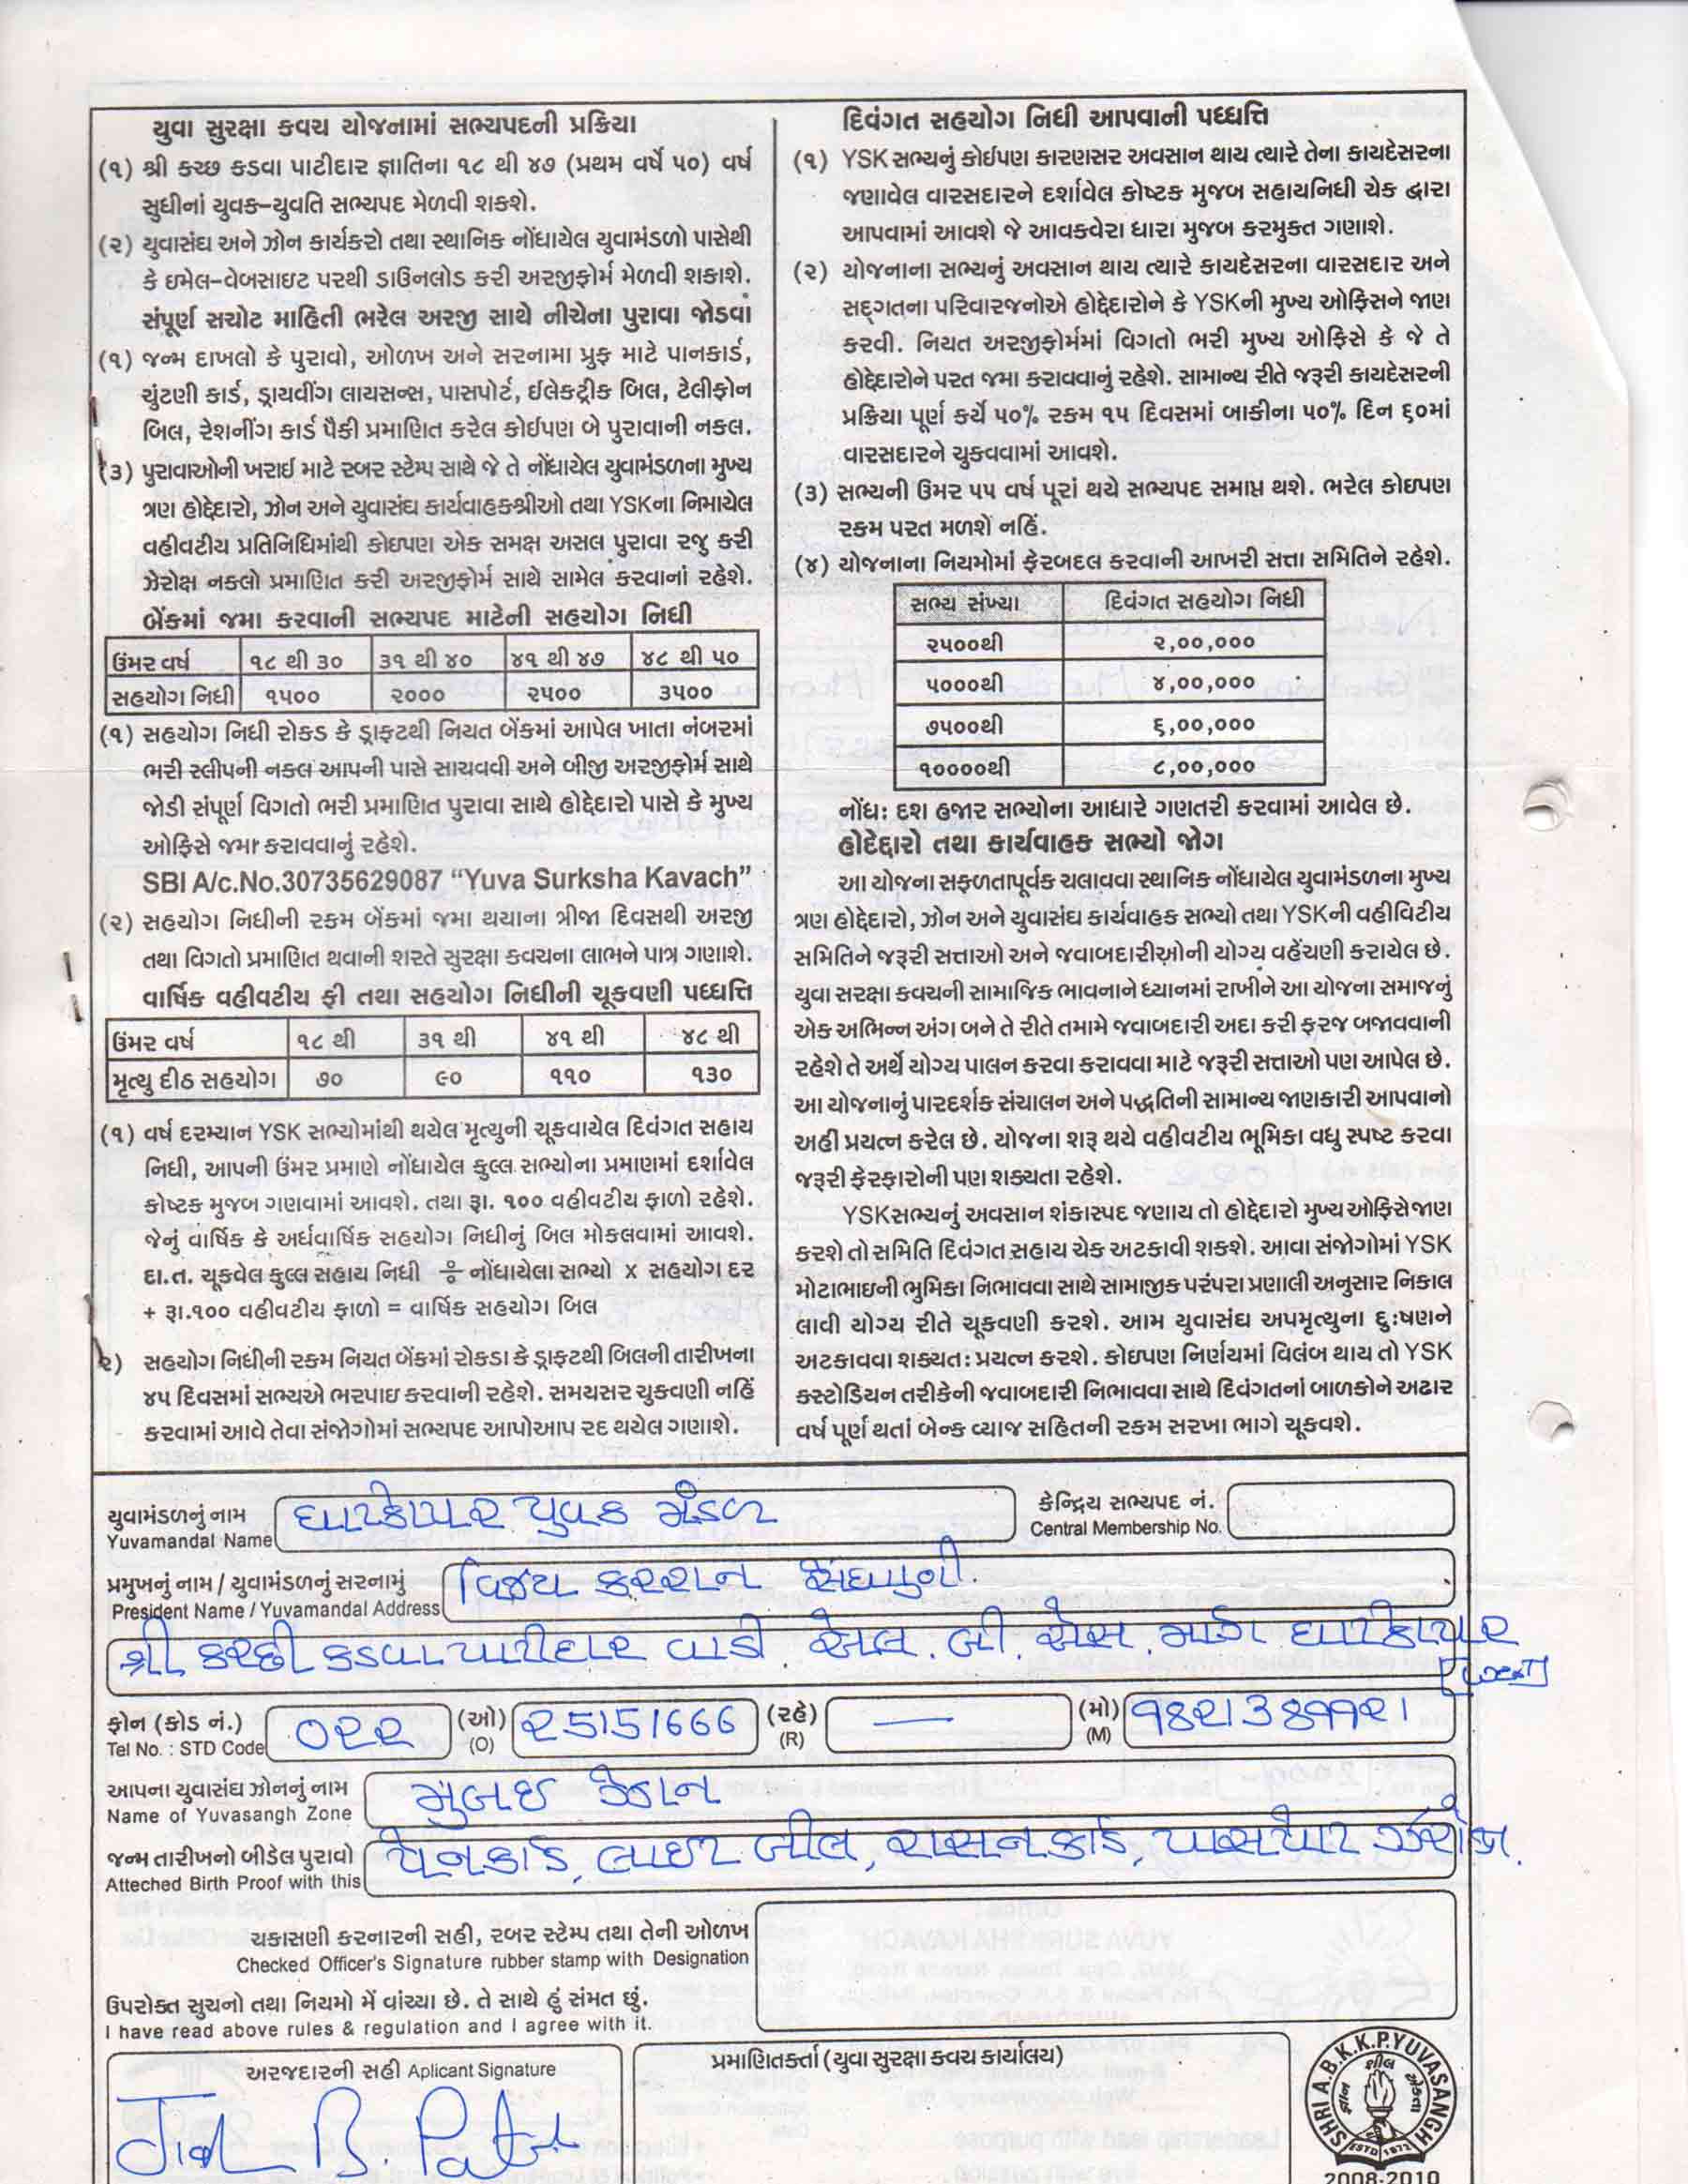 યુવા સુરક્ષા કવચ યોજનામાં સભ્યપદની પ્રક્રિયા
(૧) શ્રી કચ્છ કડવા પાટીદાર જ્ઞાતિના ૧૮ થી ૪૭ (પ્રથમ વર્ષે ૫૦) વર્ષ
સુધીનાં યુવક–યુવતિ સભ્યપદ મેળવી શકશે.
(૨) યુવાસંઘ અને ઝોન કાર્યકરો તથા સ્થાનિક નોંધાયેલ યુવામંડળો પાસેથી
કે ઇમેલ–વેબસાઇટ પરથી ડાઉનલોડ કરી અરજીફોર્મ મેળવી શકાશે.
સંપૂર્ણ સચોટ માહિતી ભરેલ અરજી સાથે નીચેના પુરાવા જોડવાં
(૧) જન્મ દાખલો કે પુરાવો, ઓળખ અને સરનામા પ્રુફ માટે પાનકાર્ડ,
ચુંટણી કાર્ડ, ડ્રાયવીંગ લાયસન્સ, પાસપોર્ટ, ઈલેકટ્રીક બિલ, ટેલીફોન
બિલ, રેશનીંગ કાર્ડ પૈકી પ્રમાણિત કરેલ કોઈપણ બે પુરાવાની નકલ.
(૩) પુરાવાઓની ખરાઈ માટે રબર સ્ટેમ્પ સાથે જે તે નોંધાયેલ યુવામંડળના મુખ્ય
ત્રણ હોદ્દેદારો, ઝોન અને યુવાસંઘ કાર્યવાહકશ્રીઓ તથા YSKના નિમાયેલ
વહીવટીય પ્રતિનિધિમાંથી કોઇપણ એક સમક્ષ અસલ પુરાવા રજુ કરી
ઝેરોક્ષ નકલો પ્રમાણિત કરી અરજીફોર્મ સાથે સામેલ કરવાનાં રહેશે.
બેંકમાં જમા કરવાની સભ્યપદ માટેની સહયોગ નિધી
ઉંમર વર્ષ ૧૮ થી ૩૦ ૩૧ થી ૪૦ ૪૧ થી ૪૭ ૪૮ થી ૫૦
સહયોગ નિધી ૧૫૦૦ ૨૦૦૦ ૨૫૦૦ ૩૫૦૦
(૧) સહયોગ નિધી રોકડ કે ડ્રાફ્ટથી નિયત બેંકમાં આપેલ ખાતા નંબરમાં
ભરી સ્લીપની નકલ આપની પાસે સાચવવી અને બીજી અરજીફોર્મ સાથે
જોડી સંપૂર્ણ વિગતો ભરી પ્રમાણિત પુરાવા સાથે હોદ્દેદારો પાસે કે મુખ્ય
ઓફિસે જમા કરાવવાનું રહેશે.
SBI A/c.No.30735629087 “Yuva Surksha Kavach”
(૨) સહયોગ નિધીની રકમ બેંકમાં જમા થયાના ત્રીજા દિવસથી અરજી
તથા વિગતો પ્રમાણિત થવાની શરતે સુરક્ષા કવચના લાભને પાત્ર ગણાશે.
વાર્ષિક વહીવટીય ફી તથા સહયોગ નિધીની ચૂકવણી પધ્ધત્તિ
ઉંમર વર્ષ ૧૮ થી ૩૧ થી ૪૧ થી ૪૮ થી
મૃત્યુ દીઠ સહયોગ ૭૦ ૯૦ ૧૧૦ ૧૩૦
(૧) વર્ષ દરમ્યાન YSK સભ્યોમાંથી થયેલ મૃત્યુની ચૂકવાયેલ દિવંગત સહાય
નિધી, આપની ઉંમર પ્રમાણે નોંધાયેલ કુલ્લ સભ્યોના પ્રમાણમાં દર્શાવેલ
કોષ્ટક મુજબ ગણવામાં આવશે. તથા રૂા. ૧૦૦ વહીવટીય ફાળો રહેશે.
જેનું વાર્ષિક કે અર્ધવાર્ષિક સહયોગ નિધીનું બિલ મોકલવામાં આવશે.
દા.ત. ચૂકવેલ કુલ્લ સહાય નિધી ÷ નોંધાયેલા સભ્યો x સહયોગ દર
+ રૂા.૧૦૦ વહીવટીય ફાળો = વાર્ષિક સહયોગ બિલ
૨) સહયોગ નિધીની રકમ નિયત બેંકમાં રોકડા કે ડ્રાફ્ટથી બિલની તારીખના
૪૫ દિવસમાં સભ્યએ ભરપાઇ કરવાની રહેશે. સમયસર ચુકવણી નહિં
કરવામાં આવે તેવા સંજોગોમાં સભ્યપદ આપોઆપ રદ થયેલ ગણાશે.
દિવંગત સહયોગ નિધી આપવાની પધ્ધત્તિ
(૧) YSK સભ્યનું કોઈપણ કારણસર અવસાન થાય ત્યારે તેના કાયદેસરના
જણાવેલ વારસદારને દર્શાવેલ કોષ્ટક મુજબ સહાયનિધી ચેક દ્વારા
આપવામાં આવશે જે આવકવેરા ધારા મુજબ કરમુક્ત ગણાશે.
(૨) યોજનાના સભ્યનું અવસાન થાય ત્યારે કાયદેસરના વારસદાર અને
સદ્ગતના પરિવારજનોએ હોદ્દેદારોને કે YSKની મુખ્ય ઓફિસને જાણ
કરવી. નિયત અરજીફોર્મમાં વિગતો ભરી મુખ્ય ઓફિસે કે જે તે
હોદ્દેદારોને પરત જમા કરાવવાનું રહેશે. સામાન્ય રીતે જરૂરી કાયદેસરની
પ્રક્રિયા પૂર્ણ કર્યે ૫૦% રકમ ૧૫ દિવસમાં બાકીના ૫૦% દિન ૬૦માં
વારસદારને ચુકવવામાં આવશે.
(૩) સભ્યની ઉંમર ૫૫ વર્ષ પૂરાં થયે સભ્યપદ સમાપ્ત થશે. ભરેલ કોઇપણ
રકમ પરત મળશે નહિં.
(૪) યોજનાના નિયમોમાં ફેરબદલ કરવાની આખરી સત્તા સમિતિને રહેશે.
સભ્ય સંખ્યા દિવંગત સહયોગ નિધી
૨૫૦૦થી ૨,૦૦,૦૦૦
૫૦૦૦થી ૪,૦૦,૦૦૦
૭૫૦૦થી ૬,૦૦,૦૦૦
૧૦૦૦૦થી ૮,૦૦,૦૦૦
નોંધ: દશ હજાર સભ્યોના આધારે ગણતરી કરવામાં આવેલ છે.
હોદેદ્દારો તથા કાર્યવાહક સભ્યો જોગ
આ યોજના સફળતાપૂર્વક ચલાવવા સ્થાનિક નોંધાયેલ યુવામંડળના મુખ્ય
ત્રણ હોદ્દેદારો, ઝોન અને યુવાસંઘ કાર્યવાહક સભ્યો તથા YSKની વહીવિટીય
સમિતિને જરૂરી સત્તાઓ અને જવાબદારીઓની યોગ્ય વહેંચણી કરાયેલ છે.
યુવા સરક્ષા કવચની સામાજિક ભાવનાને ધ્યાનમાં રાખીને આ યોજના સમાજનું
એક અભિન્ન અંગ બને તે રીતે તમામે જવાબદારી અદા કરી ફરજ બજાવવાની
રહેશે તે અર્થે યોગ્ય પાલન કરવા કરાવવા માટે જરૂરી સત્તાઓ પણ આપેલ છે.
આ યોજનાનું પારદર્શક સંચાલન અને પદ્ધતિની સામાન્ય જાણકારી આપવાનો
અહીં પ્રયત્ન કરેલ છે. યોજના શરૂ થયે વહીવટીય ભૂમિકા વધુ સ્પષ્ટ કરવા
જરૂરી ફેરફારોની પણ શક્યતા રહેશે.
YSK સભ્યનું અવસાન શંકાસ્પદ જણાય તો હોદ્દેદારો મુખ્ય ઓફિસે જાણ
કરશે તો સમિતિ દિવંગત સહાય ચેક અટકાવી શકશે. આવા સંજોગોમાં YSK
મોટાભાઇની ભુમિકા નિભાવવા સાથે સામાજીક પરંપરા પ્રણાલી અનુસાર નિકાલ
લાવી યોગ્ય રીતે ચૂકવણી કરશે. આમ યુવાસંઘ અપમૃત્યુના દુઃષણને
અટકાવવા શક્યત: પ્રયત્ન કરશે. કોઇપણ નિર્ણયમાં વિલંબ થાય તો YSK
કસ્ટોડિયન તરીકેની જવાબદારી નિભાવવા સાથે દિવંગતનાં બાળકોને અઢાર
વર્ષ પૂર્ણ થતાં બેન્ક વ્યાજ સહિતની રકમ સરખા ભાગે ચૂકવશે.
યુવામંડળનું નામ ઘાટકોપર યુવક મંડળ કેન્દ્રિય સભ્યપદ નં.
Yuvamandal Name Central Membership No.
પ્રમુખનું નામ / યુવામંડળનું સરનામું વિજય કરશન
President Name / Yuvamandal Address
શ્રી કચ્છી કડવા પાટીદાર વાડી. એલ. બી. એસ. માર્ગ ઘાટકોપર
ફોન (કોડ નં.) ૦૨૨ (ઓ) 25151666 (રહે) — (મો) 9821389921
Tel No. : STD Code (O) (R) (M)
આપના યુવાસંઘ ઝોનનું નામ મુંબઇ ઝોન
Name of Yuvasangh Zone
જન્મ તારીખનો બીડેલ પુરાવો પેનકાર્ડ, લાઇટ બીલ, રાસનકાર્ડ, પાસપોર્ટ
Atteched Birth Proof with this
ચકાસણી કરનારની સહી, રબર સ્ટેમ્પ તથા તેની ઓળખ
Checked Officer's Signature rubber stamp with Designation
ઉપરોક્ત સુચનો તથા નિયમો મેં વાંચ્યા છે. તે સાથે હું સંમત છું.
I have read above rules & regulation and I agree with it.
અરજદારની સહી Aplicant Signature
પ્રમાણિતકર્તા (યુવા સુરક્ષા કવચ કાર્યાલય)
SHRI A.B.K.K.P.YUVASANGH
ESTD 1972
2008-2010